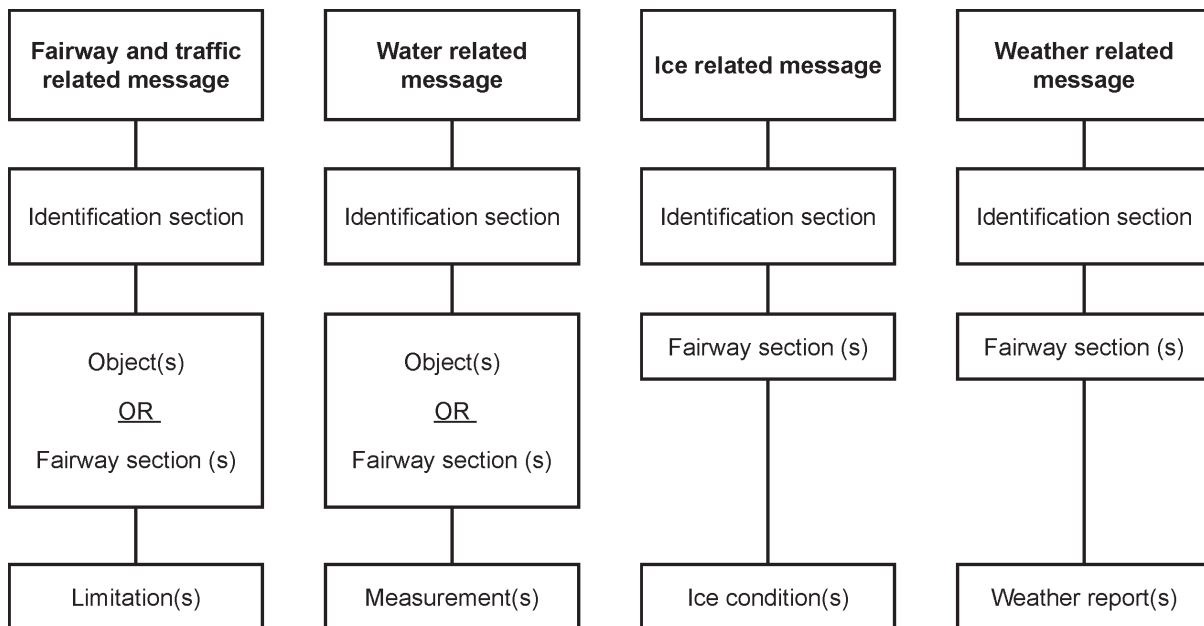 Fairway and traffic
related message
Water related
message
Ice related message
Weather related
message
Identification section
Identification section
Identification section
Identification section
Object(s)
OR
Fairway section (s)
Object(s)
OR
Fairway section (s)
Fairway section (s)
Fairway section (s)
Limitation(s)
Measurement(s)
Ice condition(s)
Weather report(s)